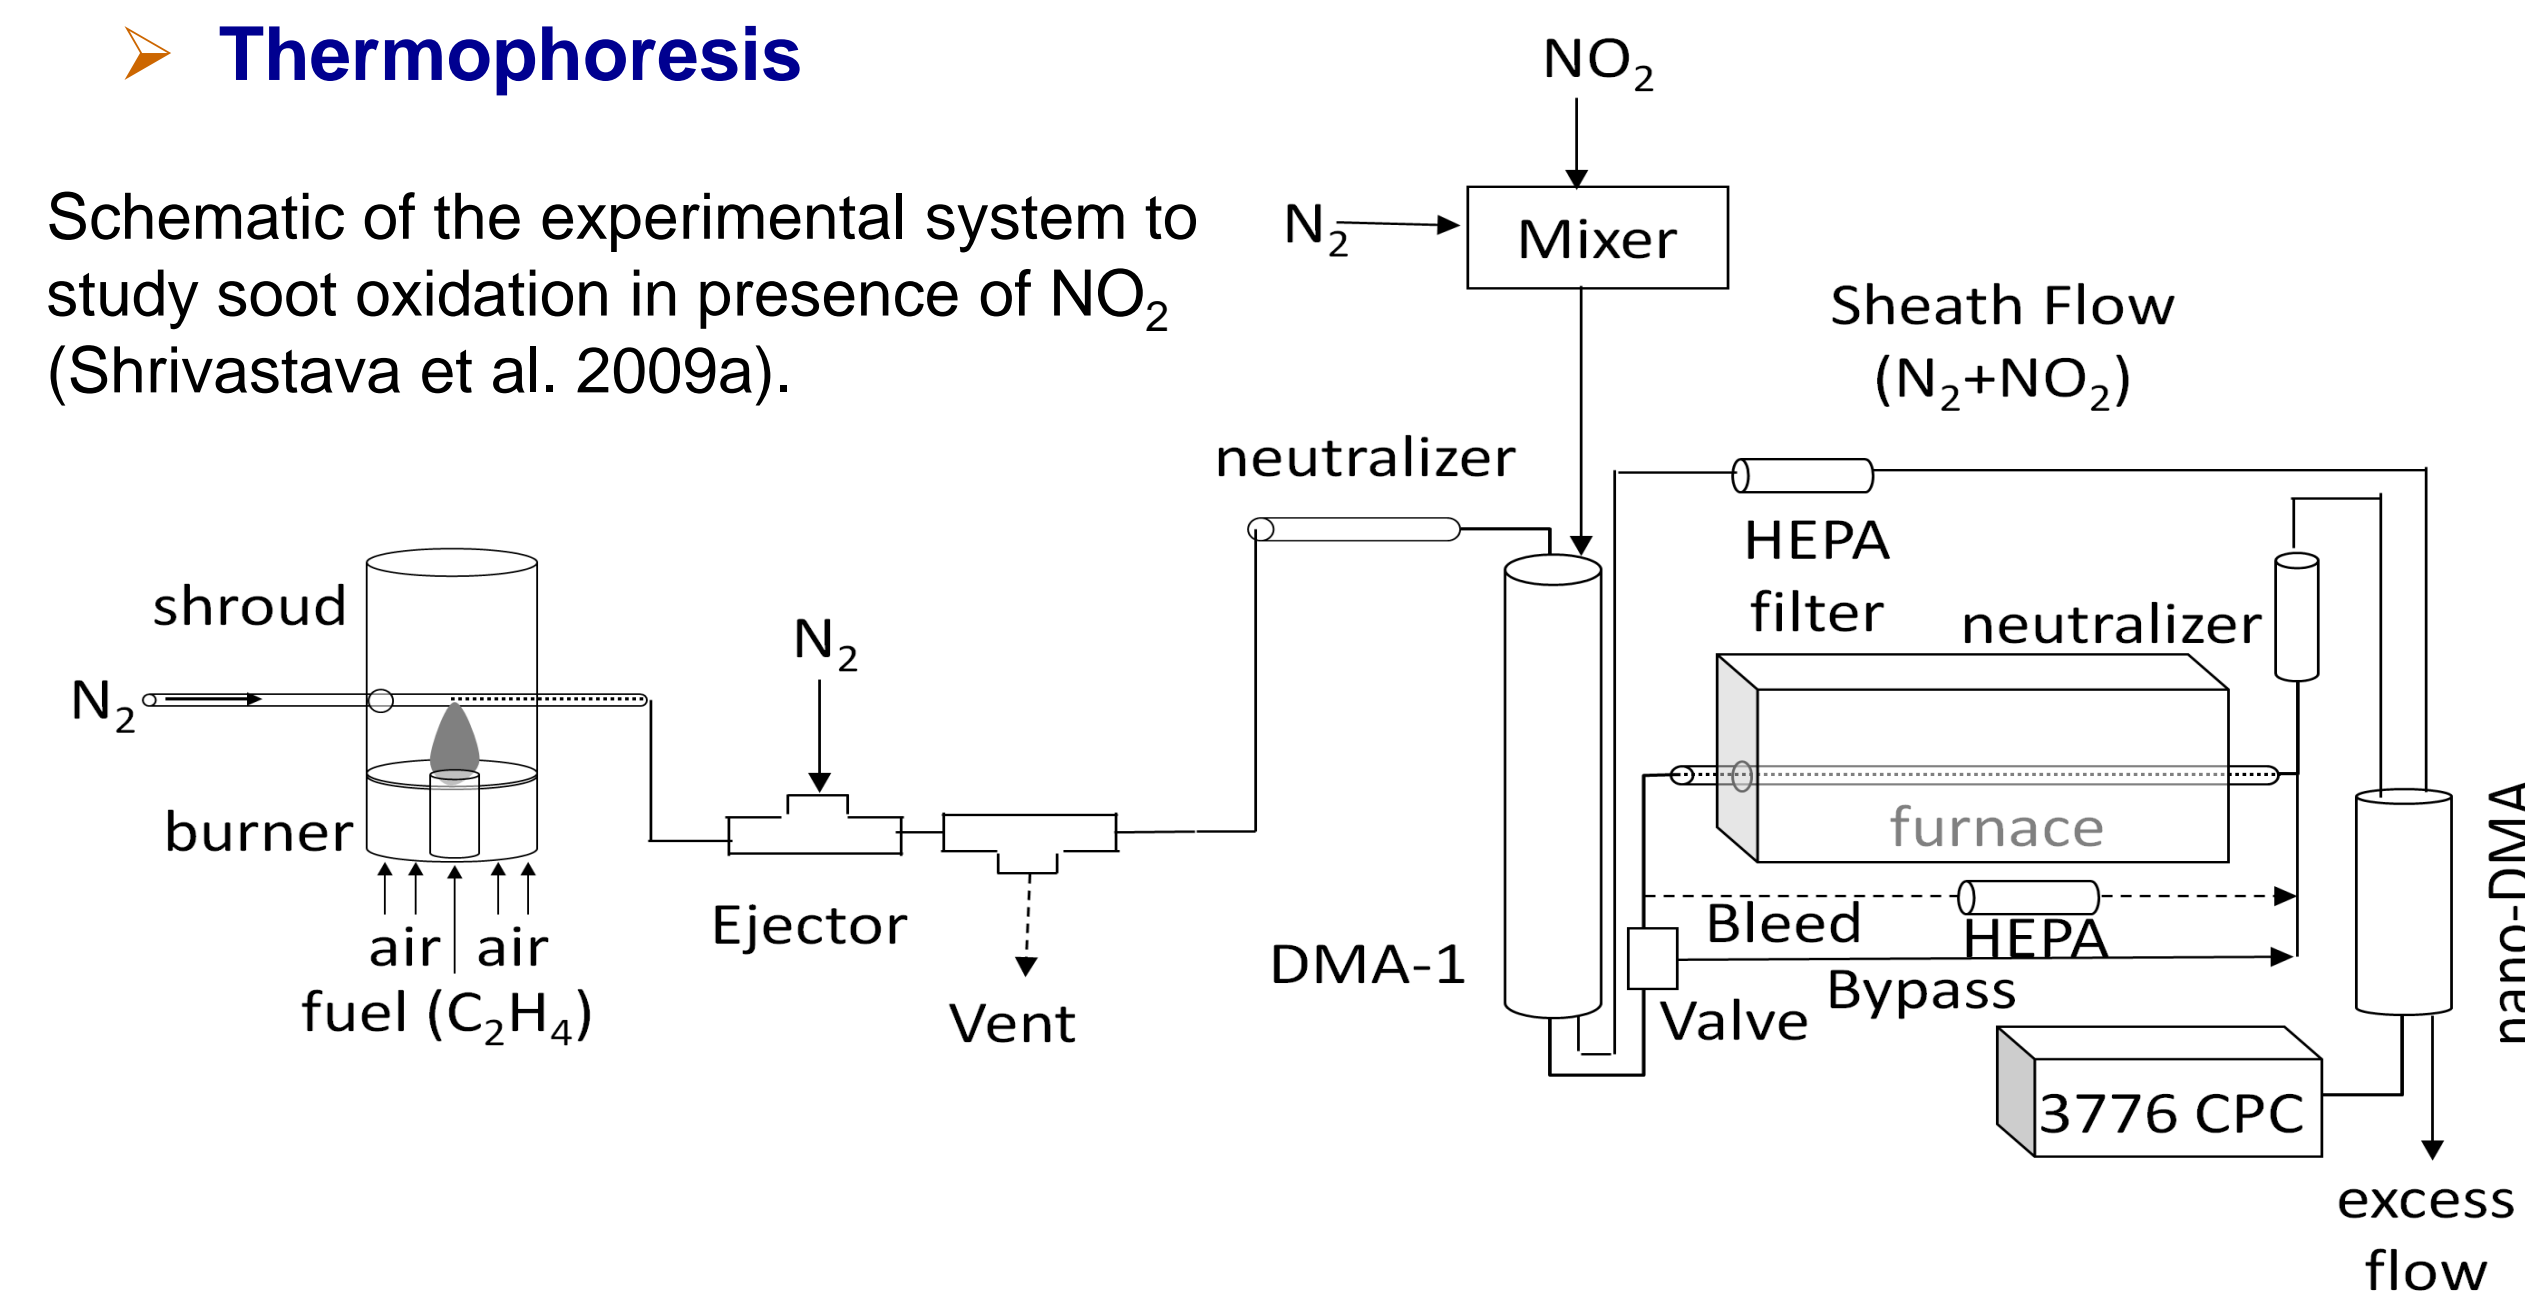 Thermophoresis
Schematic of the experimental system to
study soot oxidation in presence of NO₂
(Shrivastava et al. 2009a).
NO₂
N₂
Mixer
Sheath Flow
(N₂+NO₂)
neutralizer
HEPA
filter
neutralizer
shroud
N₂
N₂
burner
air air
fuel (C₂H₄)
Ejector
Vent
DMA-1
furnace
Bleed
HEPA
Bypass
Valve
nano-DMA
3776 CPC
excess
flow